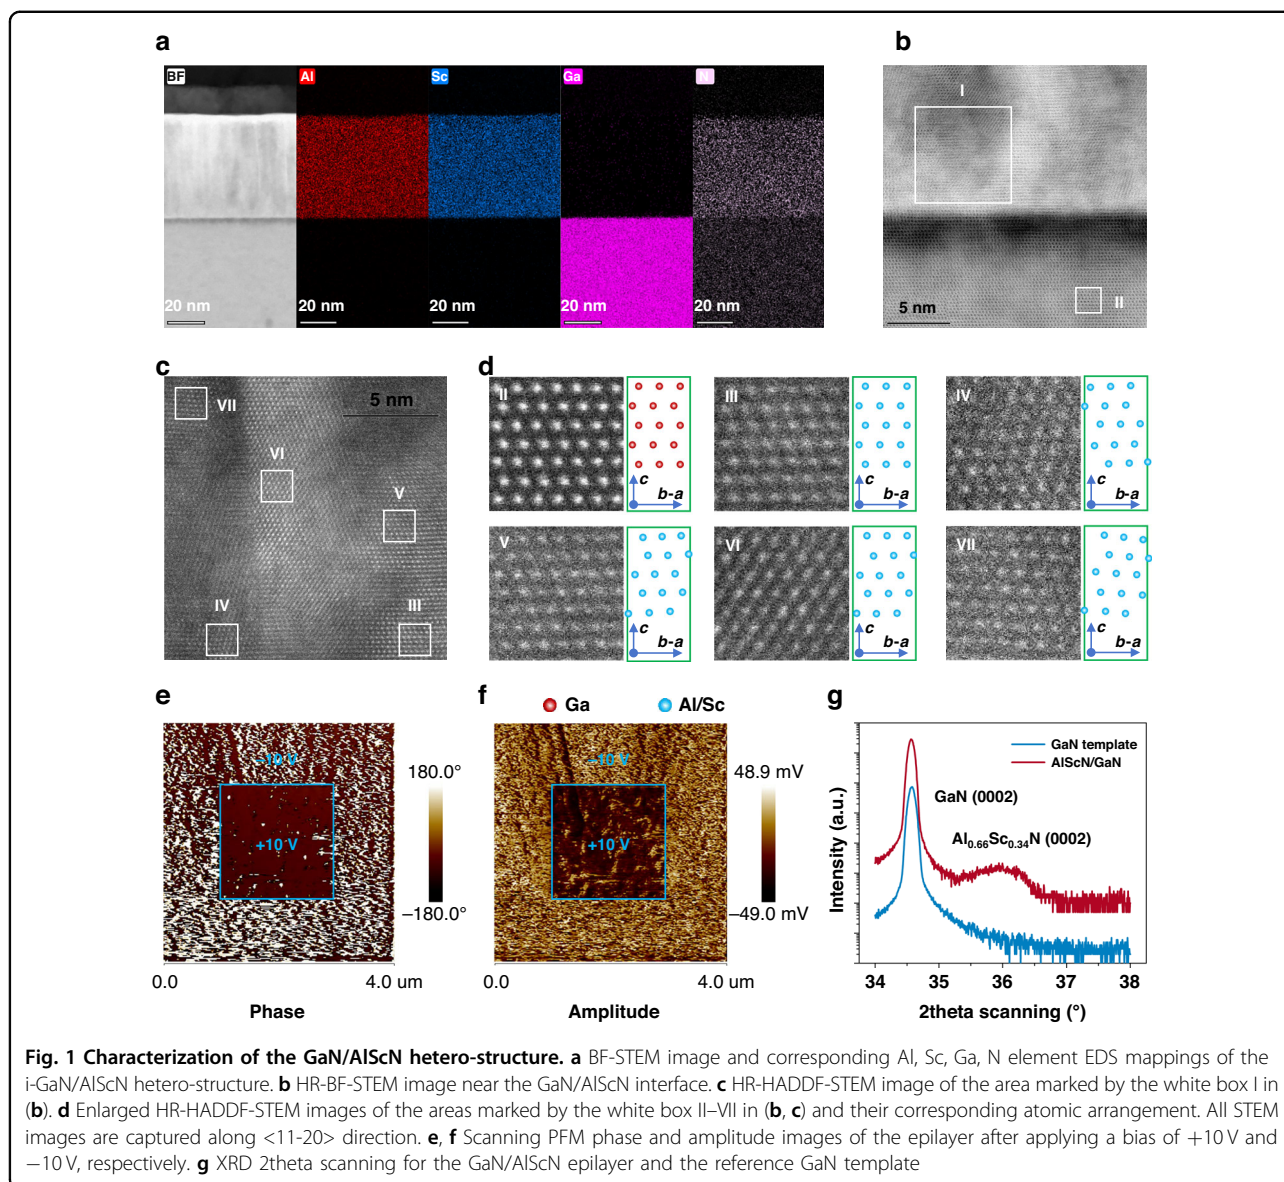 a
b
BF
Al
Sc
Ga
N
20 nm
20 nm
20 nm
20 nm
20 nm
I
II
5 nm
c
d
VII
5 nm
VI
V
IV
III
II
c
b-a
III
c
b-a
IV
c
b-a
V
c
b-a
VI
c
b-a
VII
c
b-a
e
f
Ga
Al/Sc
g
−10 V
+10 V
180.0°
−180.0°
0.0
4.0 um
Phase
−10 V
+10 V
48.9 mV
−49.0 mV
0.0
4.0 um
Amplitude
GaN template
AlScN/GaN
GaN (0002)
Al0.66Sc0.34N (0002)
Intensity (a.u.)
34
35
36
37
38
2theta scanning (°)
Fig. 1 Characterization of the GaN/AlScN hetero-structure. a BF-STEM image and corresponding Al, Sc, Ga, N element EDS mappings of the
i-GaN/AlScN hetero-structure. b HR-BF-STEM image near the GaN/AlScN interface. c HR-HADDF-STEM image of the area marked by the white box I in
(b). d Enlarged HR-HADDF-STEM images of the areas marked by the white box II–VII in (b, c) and their corresponding atomic arrangement. All STEM
images are captured along <11-20> direction. e, f Scanning PFM phase and amplitude images of the epilayer after applying a bias of +10 V and
−10 V, respectively. g XRD 2theta scanning for the GaN/AlScN epilayer and the reference GaN template